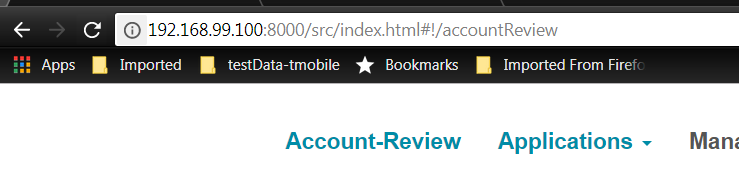 192.168.99.100:8000/src/index.html#!/accountReview
Apps Imported testData-tmobile Bookmarks Imported From Firefo
Account-Review Applications Mana